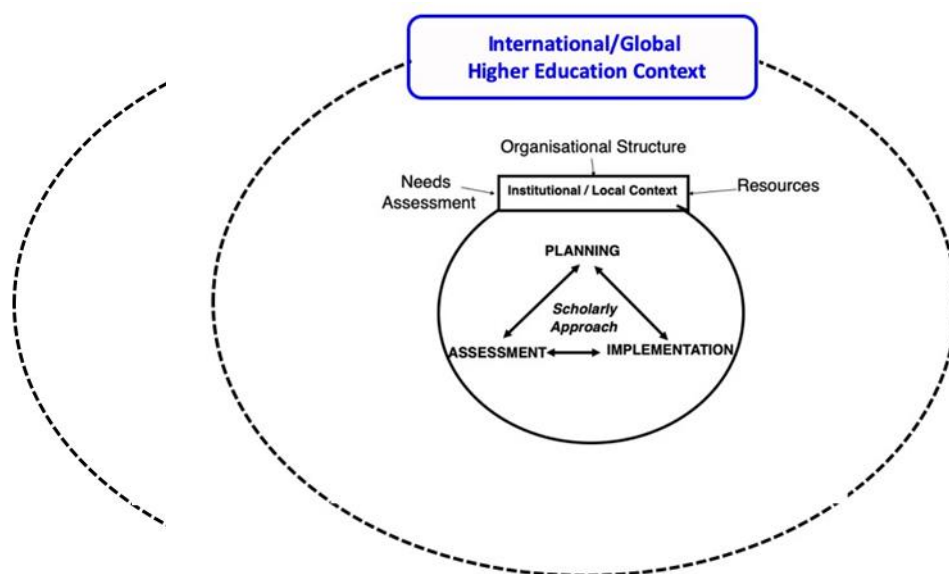 International/Global
Higher Education Context
Organisational Structure
Needs
Assessment
Institutional / Local Context
Resources
PLANNING
Scholarly
Approach
ASSESSMENT
IMPLEMENTATION